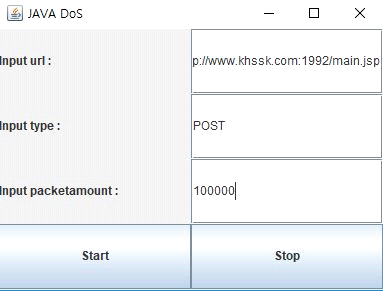 JAVA DoS
Input url :
p://www.khssk.com:1992/main.jsp
Input type :
POST
Input packetamount :
100000
Start
Stop